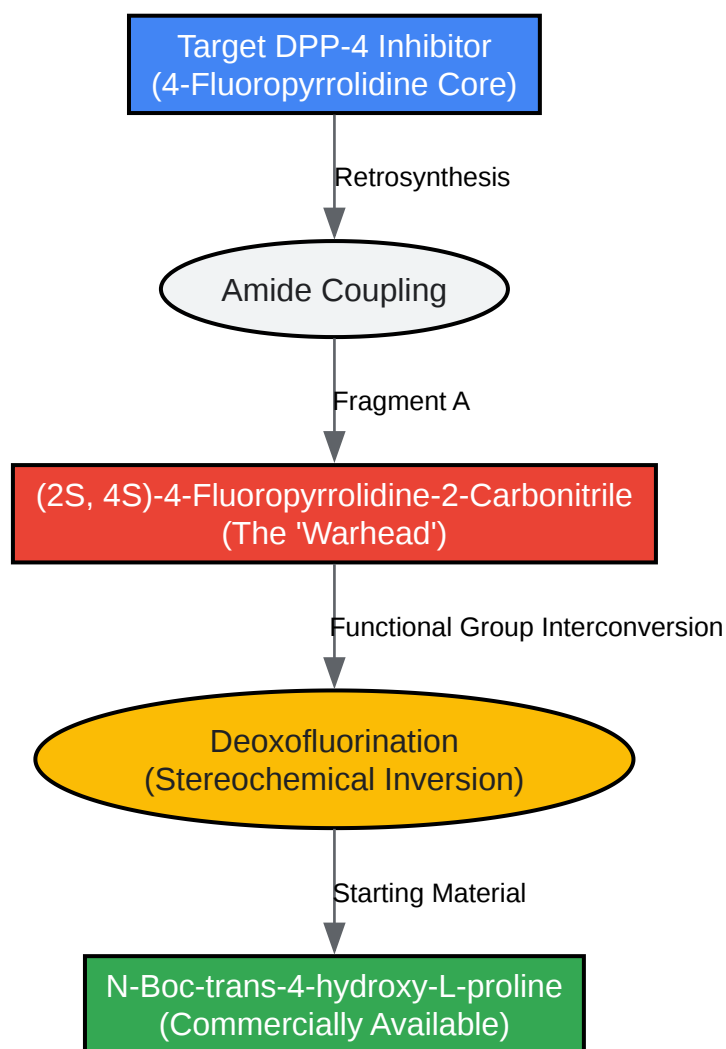 Target DPP-4 Inhibitor
(4-Fluoropyrrolidine Core)
Retrosynthesis
Amide Coupling
Fragment A
(2S, 4S)-4-Fluoropyrrolidine-2-Carbonitrile
(The 'Warhead')
Functional Group Interconversion
Deoxofluorination
(Stereochemical Inversion)
Starting Material
N-Boc-trans-4-hydroxy-L-proline
(Commercially Available)